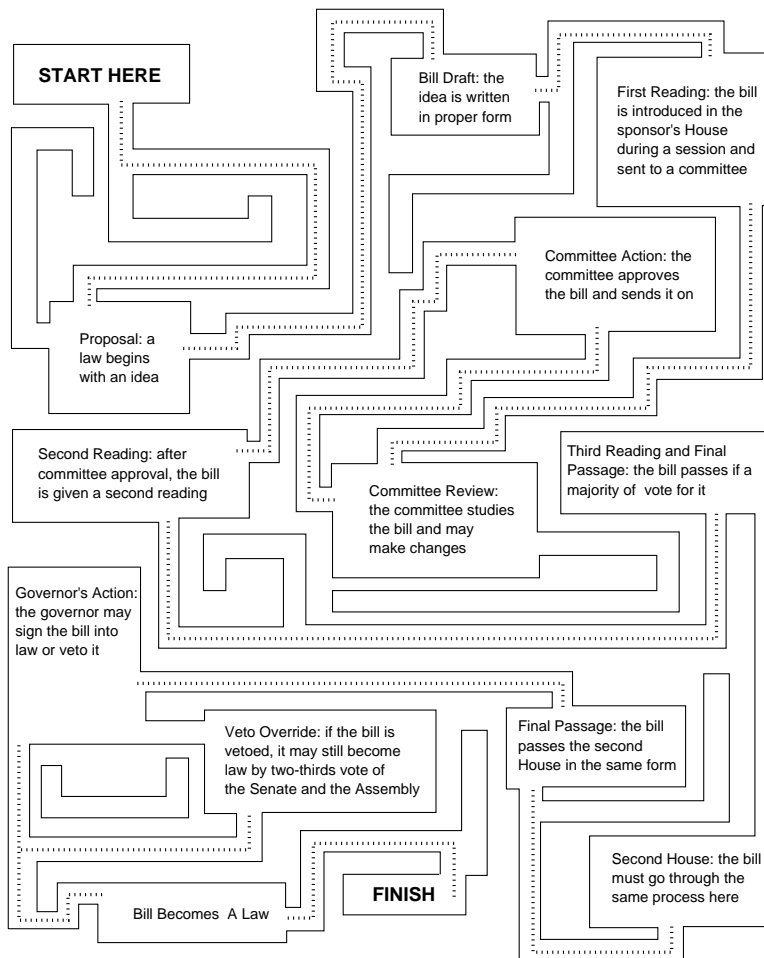 START HERE
Bill Draft: the
idea is written
in proper form
First Reading: the bill
is introduced in the
sponsor's House
during a session and
sent to a committee
Committee Action: the
committee approves
the bill and sends it on
Proposal: a
law begins
with an idea
Second Reading: after
committee approval, the bill
is given a second reading
Committee Review:
the committee studies
the bill and may
make changes
Third Reading and Final
Passage: the bill passes if a
majority of vote for it
Governor's Action:
the governor may
sign the bill into
law or veto it
Veto Override: if the bill is
vetoed, it may still become
law by two-thirds vote of
the Senate and the Assembly
Final Passage: the bill
passes the second
House in the same form
Second House: the bill
must go through the
same process here
Bill Becomes A Law
FINISH